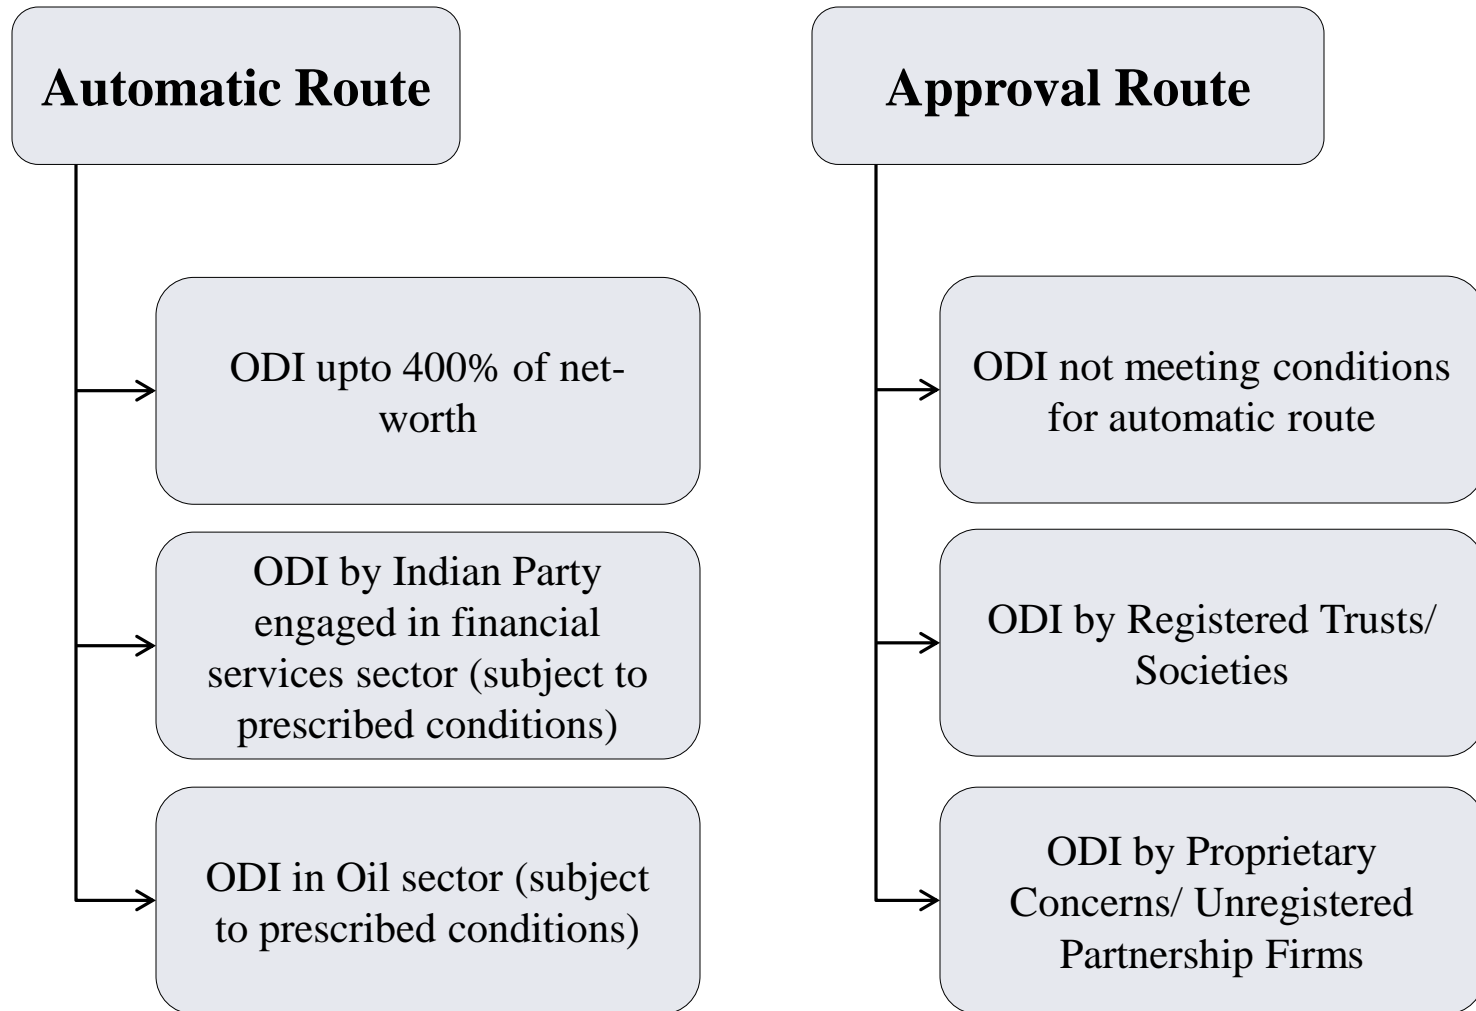 Automatic Route
ODI upto 400% of net-
worth
ODI by Indian Party
engaged in financial
services sector (subject to
prescribed conditions)
ODI in Oil sector (subject
to prescribed conditions)
Approval Route
ODI not meeting conditions
for automatic route
ODI by Registered Trusts/
Societies
ODI by Proprietary
Concerns/ Unregistered
Partnership Firms